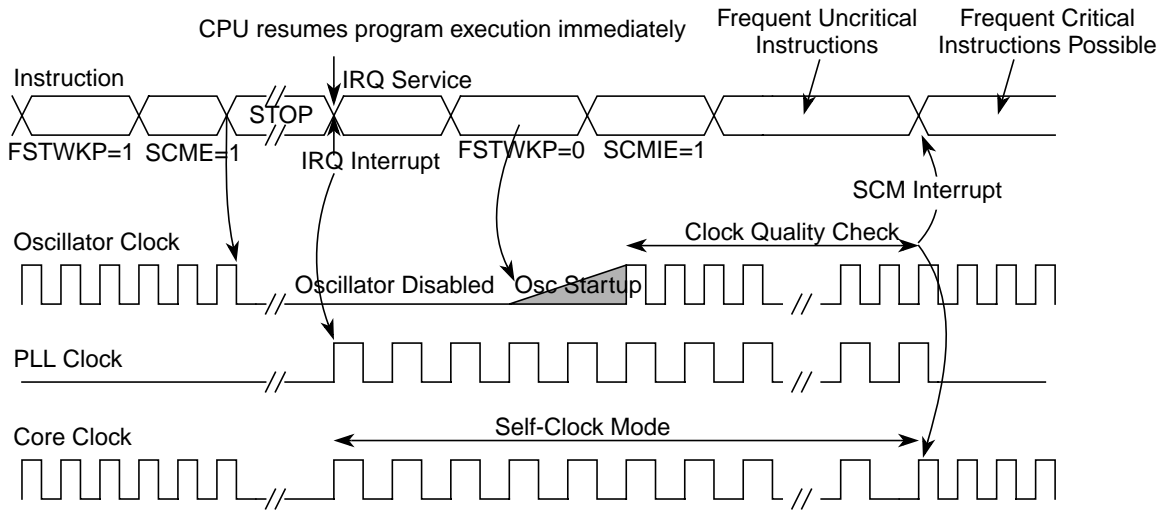 CPU resumes program execution immediately
Frequent Uncritical
Instructions
Frequent Critical
Instructions Possible
Instruction
IRQ Service
STOP
FSTWKP=1
SCME=1
IRQ Interrupt
FSTWKP=0
SCMIE=1
SCM Interrupt
Oscillator Clock
Clock Quality Check
Oscillator Disabled
Osc Startup
PLL Clock
Core Clock
Self-Clock Mode